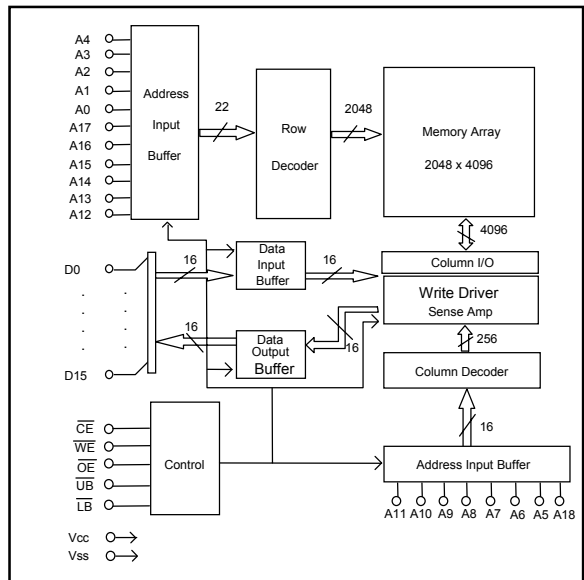 A4
A3
A2
A1
A0
A17
A16
A15
A14
A13
A12
Address
Input
Buffer
22
Row
Decoder
2048
Memory Array
2048 x 4096
4096
D0
D15
16
Data
Input
Buffer
16
Column I/O
Write Driver
Sense Amp
16
Data
Output
Buffer
16
256
Column Decoder
16
CE
WE
OE
UB
LB
Control
Address Input Buffer
A11 A10 A9 A8 A7 A6 A5 A18
Vcc
Vss